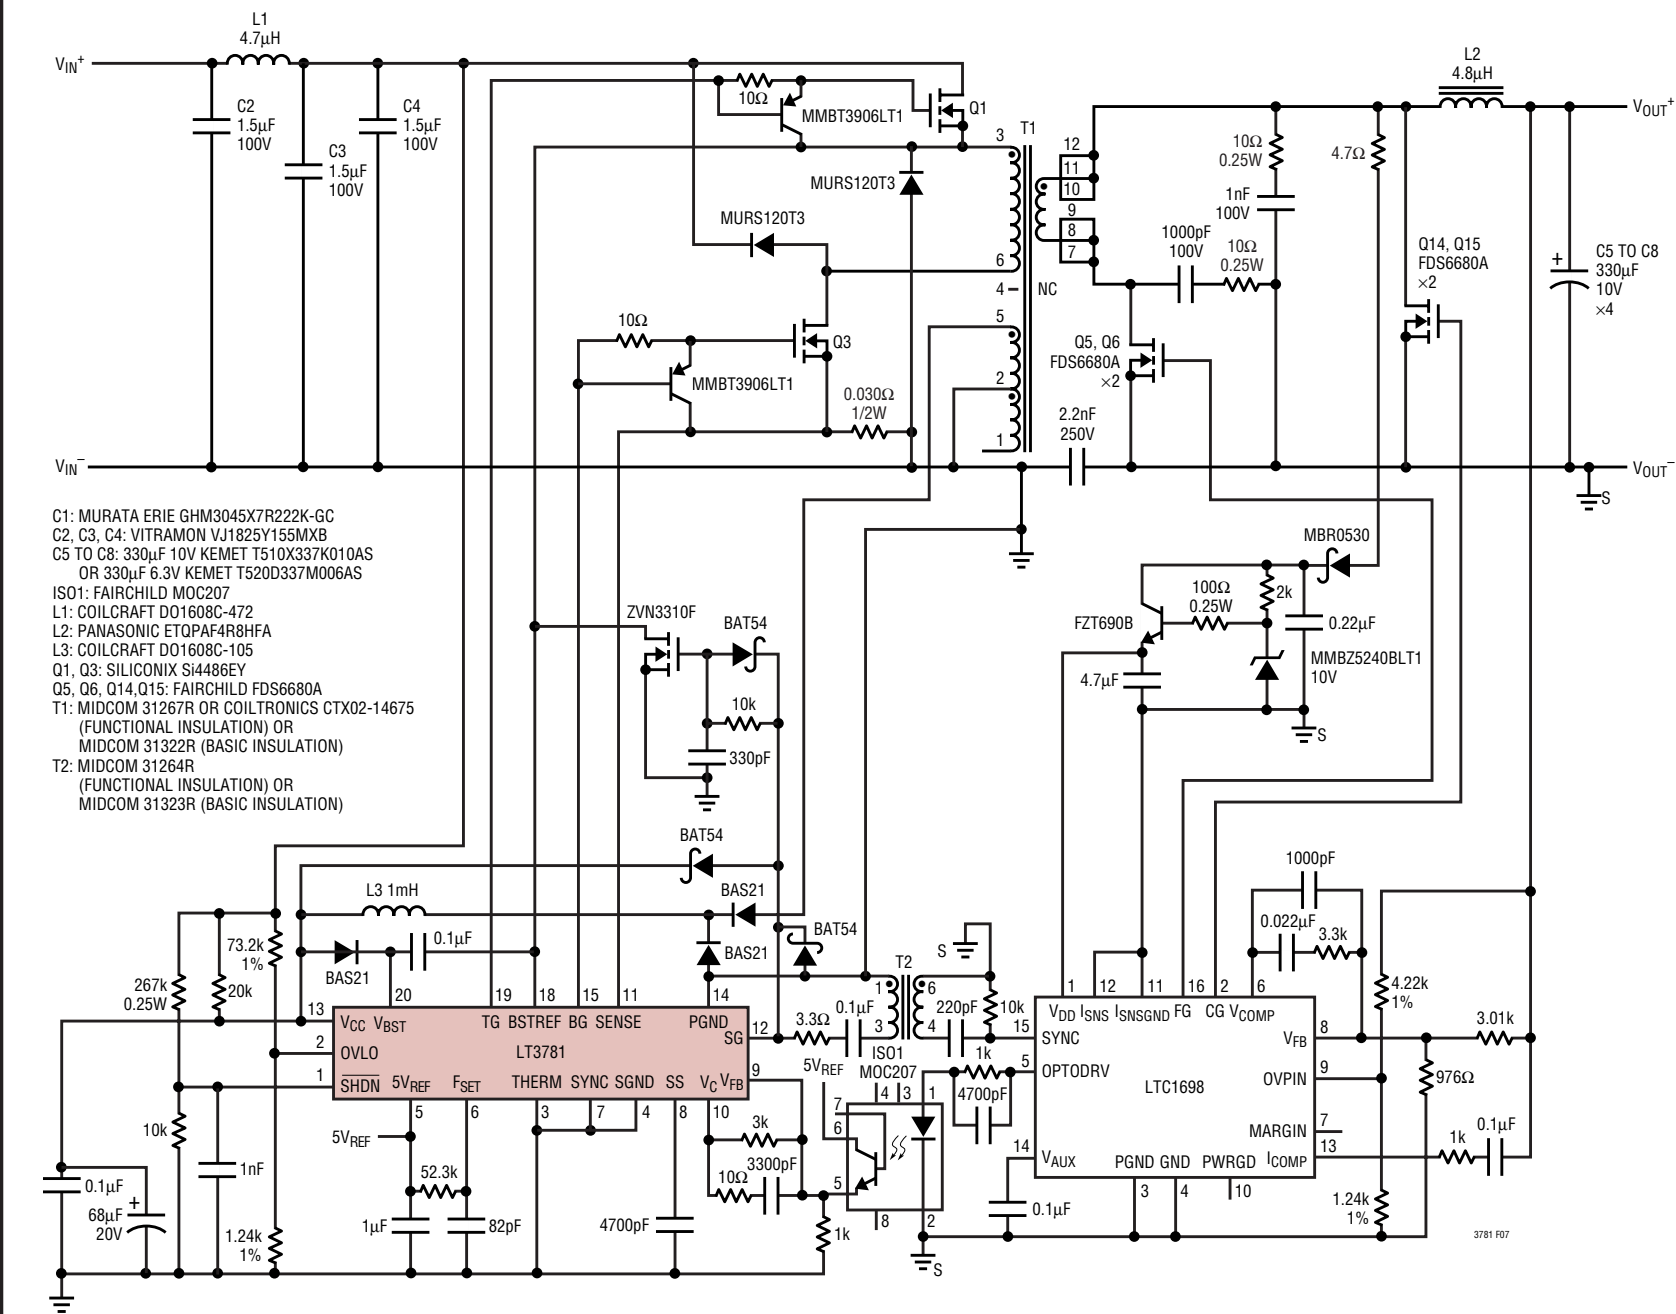 L1
4.7µH
VIN+
C2
1.5µF
100V
C3
1.5µF
100V
C4
1.5µF
100V
10Ω
MMBT3906LT1
Q1
MURS120T3
MURS120T3
3
T1
6
4
NC
5
2
1
12
11
10
9
8
7
L2
4.8µH
VOUT+
10Ω
0.25W
4.7Ω
1nF
100V
1000pF
100V
10Ω
0.25W
Q14, Q15
FDS6680A
×2
+
C5 TO C8
330µF
10V
×4
10Ω
Q3
MMBT3906LT1
0.030Ω
1/2W
Q5, Q6
FDS6680A
×2
2.2nF
250V
VIN–
VOUT–
S
C1: MURATA ERIE GHM3045X7R222K-GC
C2, C3, C4: VITRAMON VJ1825Y155MXB
C5 TO C8: 330µF 10V KEMET T510X337K010AS
OR 330µF 6.3V KEMET T520D337M006AS
ISO1: FAIRCHILD MOC207
L1: COILCRAFT DO1608C-472
L2: PANASONIC ETQPAF4R8HFA
L3: COILCRAFT DO1608C-105
Q1, Q3: SILICONIX Si4486EY
Q5, Q6, Q14,Q15: FAIRCHILD FDS6680A
T1: MIDCOM 31267R OR COILTRONICS CTX02-14675
(FUNCTIONAL INSULATION) OR
MIDCOM 31322R (BASIC INSULATION)
T2: MIDCOM 31264R
(FUNCTIONAL INSULATION) OR
MIDCOM 31323R (BASIC INSULATION)
MBR0530
100Ω
0.25W
2k
FZT690B
0.22µF
4.7µF
MMBZ5240BLT1
10V
S
ZVN3310F
BAT54
10k
330pF
BAT54
L3 1mH
BAS21
BAT54
BAS21
0.1µF
BAS21
73.2k
1%
267k
0.25W
20k
13
20
19
18
15
11
14
VCC
VBST
TG
BSTREF
BG
SENSE
PGND
2
OVLO
LT3781
SG
12
1
SHDN
5VREF
FSET
THERM
SYNC
SGND
SS
VC
VFB
9
5
6
3
7
4
8
10
3.3Ω
0.1µF
T2
1
3
6
4
S
220pF
10k
1k
4700pF
ISO1
MOC207
5VREF
4
3
1
7
6
5
8
2
1
12
11
16
2
6
VDD
ISNS
ISNSGND
FG
CG
VCOMP
15
SYNC
5
OPTODRV
LTC1698
VFB
8
OVPIN
9
MARGIN
7
14
VAUX
PGND
GND
PWRGD
ICOMP
13
3
4
10
1000pF
0.022µF
3.3k
4.22k
1%
3.01k
976Ω
1k
0.1µF
1.24k
1%
0.1µF
S
10k
1nF
0.1µF
+
68µF
20V
1.24k
1%
5VREF
52.3k
1µF
82pF
4700pF
3k
10Ω
3300pF
1k
3781 F07